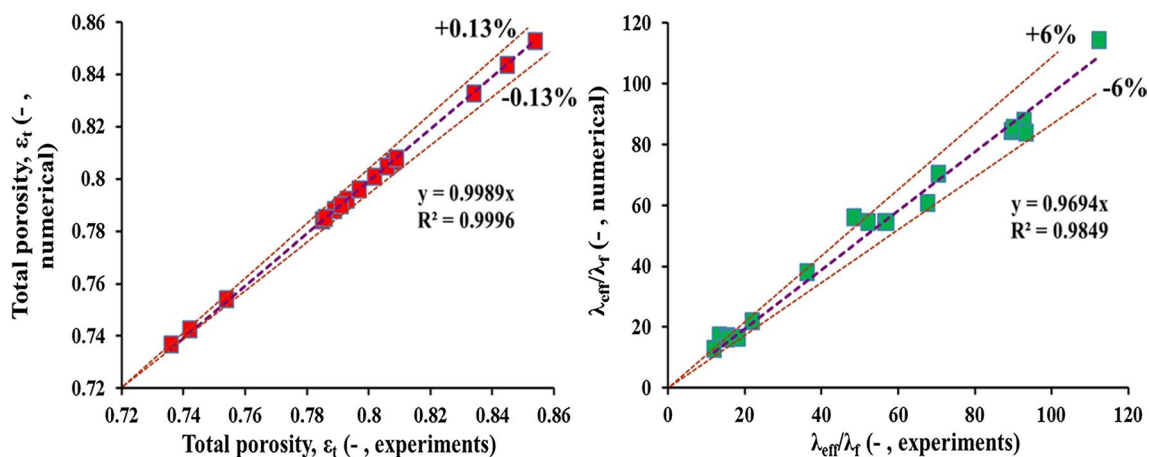 Total porosity, εt (- ,
numerical)
0.86
0.84
0.82
0.8
0.78
0.76
0.74
0.72
+0.13%
-0.13%
y = 0.9989x
R² = 0.9996
0.72 0.74 0.76 0.78 0.8 0.82 0.84 0.86
Total porosity, εt (- , experiments)
λeff/λf (- , numerical)
120
100
80
60
40
20
0
+6%
-6%
y = 0.9694x
R² = 0.9849
0 20 40 60 80 100 120
λeff/λf (- , experiments)